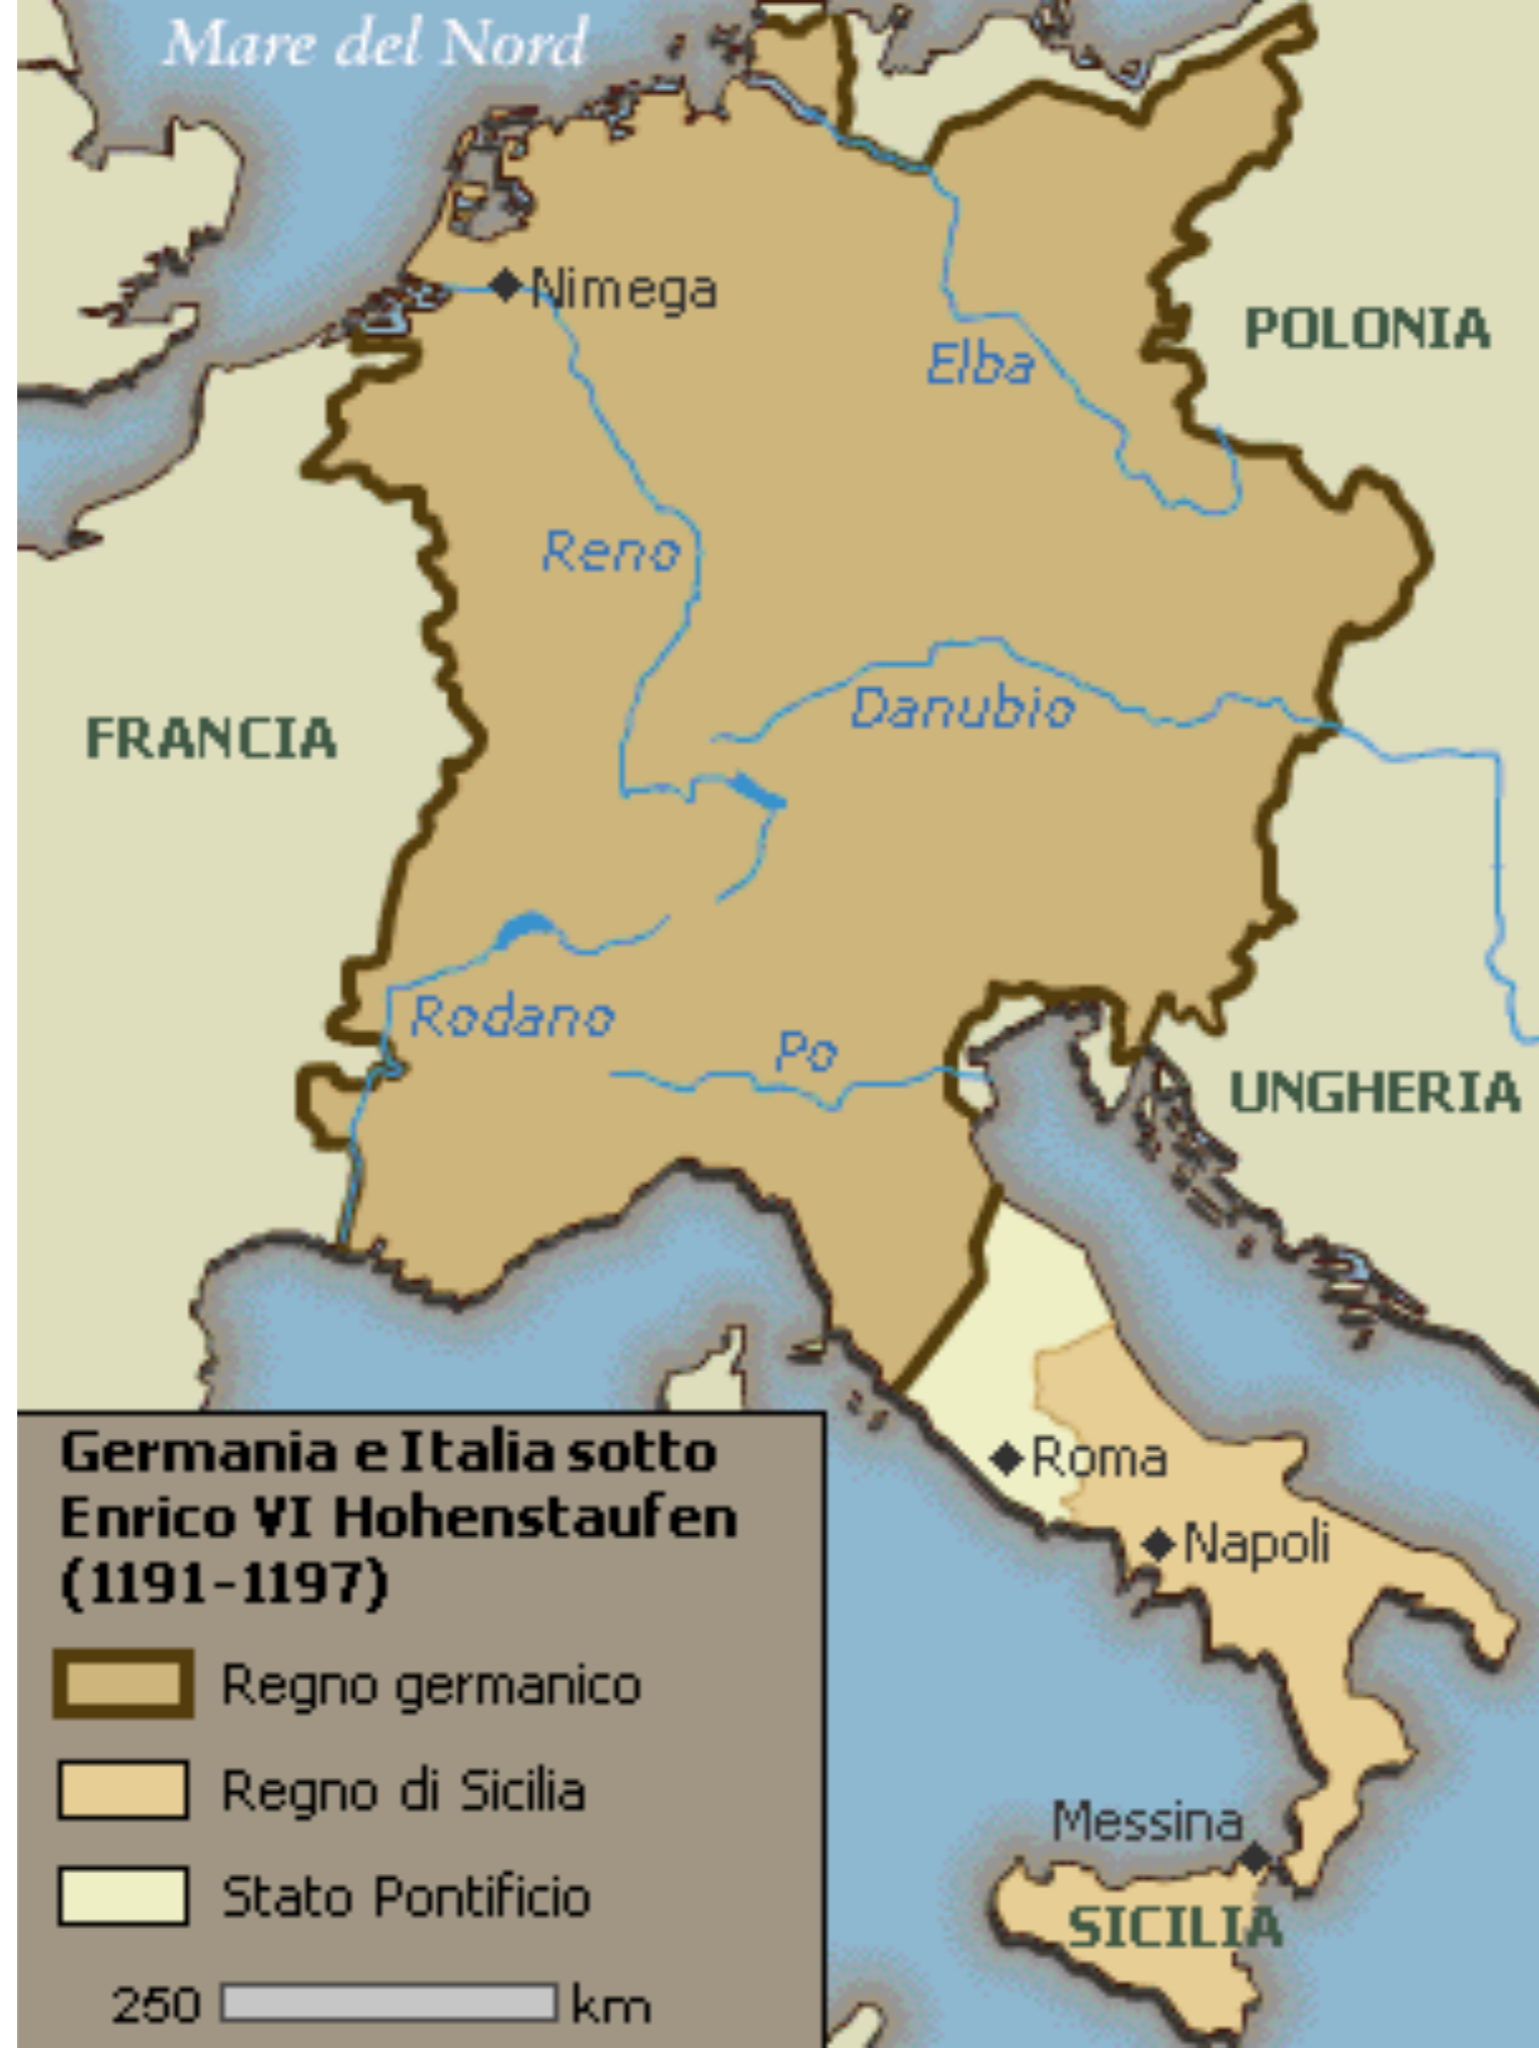 Mare del Nord
Nimega
POLONIA
Elba
Reno
Danubio
FRANCIA
Rodano
Po
UNGHERIA
Roma
Napoli
Messina
SICILIA
Germania e Italia sotto
Enrico VI Hohenstaufen
(1191-1197)
Regno germanico
Regno di Sicilia
Stato Pontificio
250 km